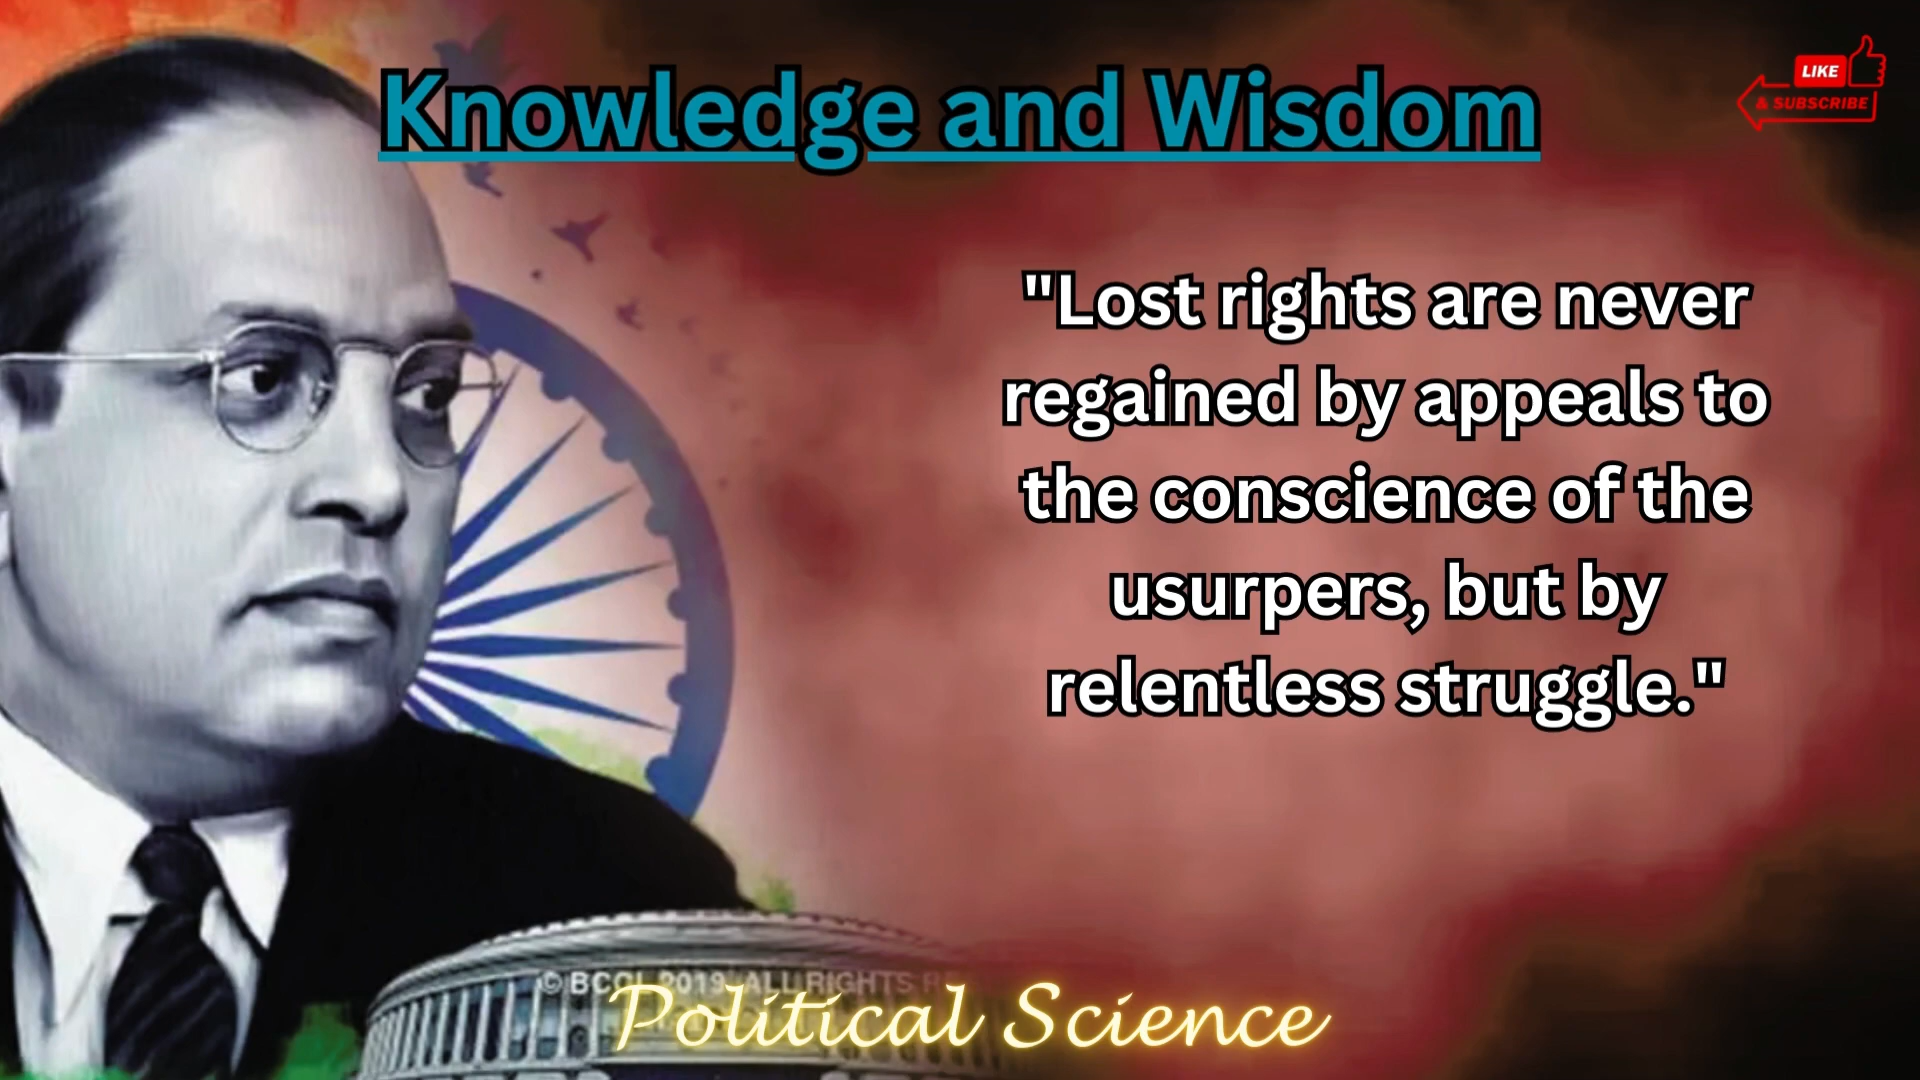 Knowledge and Wisdom
LIKE
& SUBSCRIBE
"Lost rights are never
regained by appeals to
the conscience of the
usurpers, but by
relentless struggle."
© BCCL 2019. ALL RIGHTS
Political Science